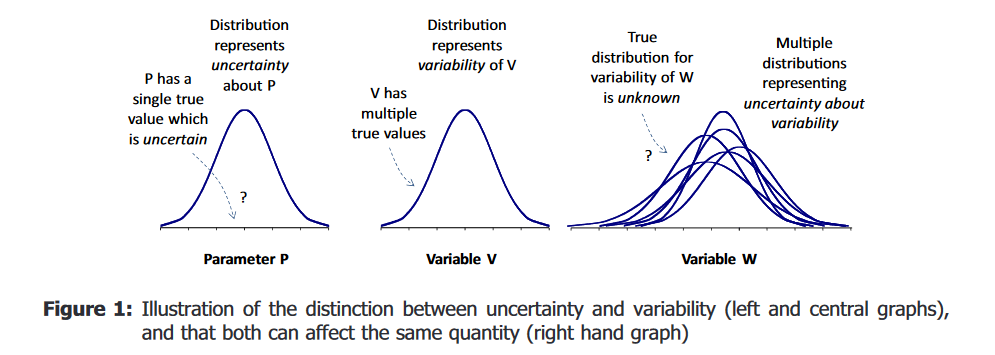 Distribution
represents
uncertainty
about P
P has a
single true
value which
is uncertain
?
Parameter P
Distribution
represents
variability of V
V has
multiple
true values
Variable V
True
distribution for
variability of W
is unknown
Multiple
distributions
representing
uncertainty about
variability
?
Variable W
Figure 1: Illustration of the distinction between uncertainty and variability (left and central graphs),
and that both can affect the same quantity (right hand graph)